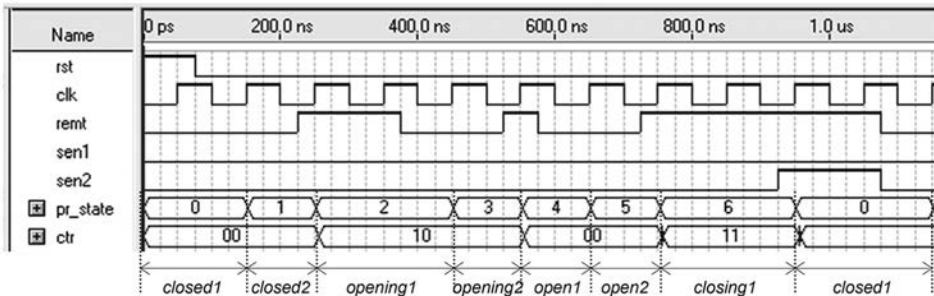 Name 0 ps 200.0 ns 400.0 ns 600.0 ns 800.0 ns 1.0 us
rst
clk
remt
sen1
sen2
pr_state 0 1 2 3 4 5 6 0
ctr 00 10 00 11
closed1 closed2 opening1 opening2 open1 open2 closing1 closed1